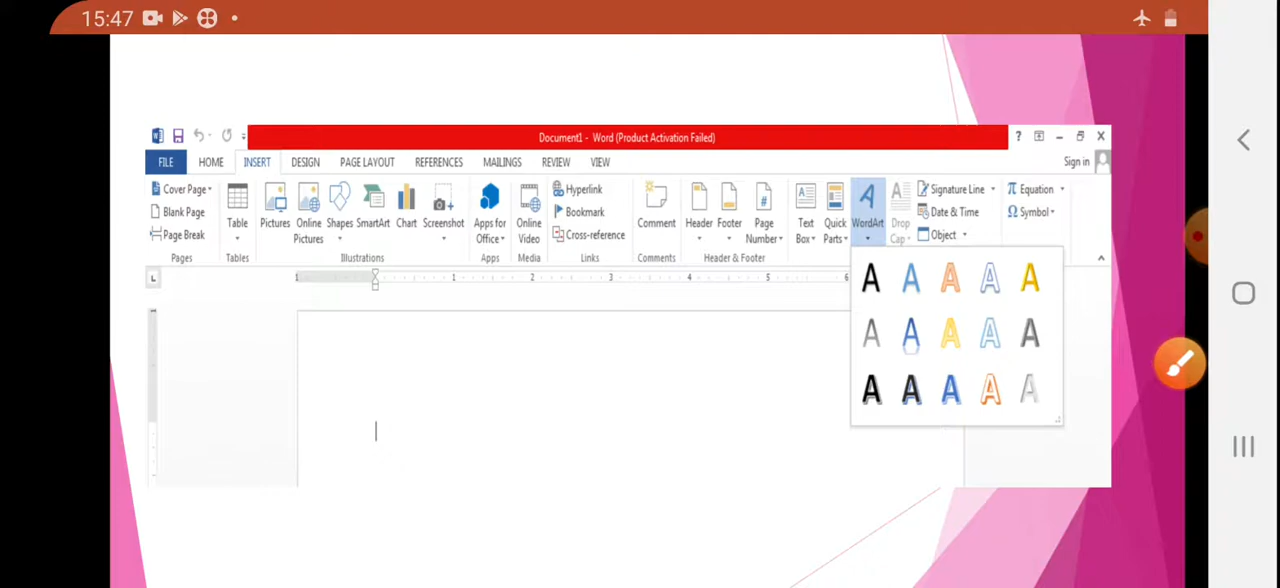 15:47
Document1 - Word (Product Activation Failed)
?
FILE HOME INSERT DESIGN PAGE LAYOUT REFERENCES MAILINGS REVIEW VIEW Sign in
Cover Page
Blank Page
Page Break
Pages
Table
Tables
Pictures
Online Pictures
Shapes
SmartArt
Chart
Screenshot
Illustrations
Apps for Office
Apps
Online Video
Media
Hyperlink
Bookmark
Cross-reference
Links
Comment
Comments
Header
Footer
Page Number
Header & Footer
Text Box
Quick Parts
WordArt
Drop Cap
Signature Line
Date & Time
Object
Equation
Symbol
1 1 2 3 4 5 6
A A A A A
A A A A A
A A A A A